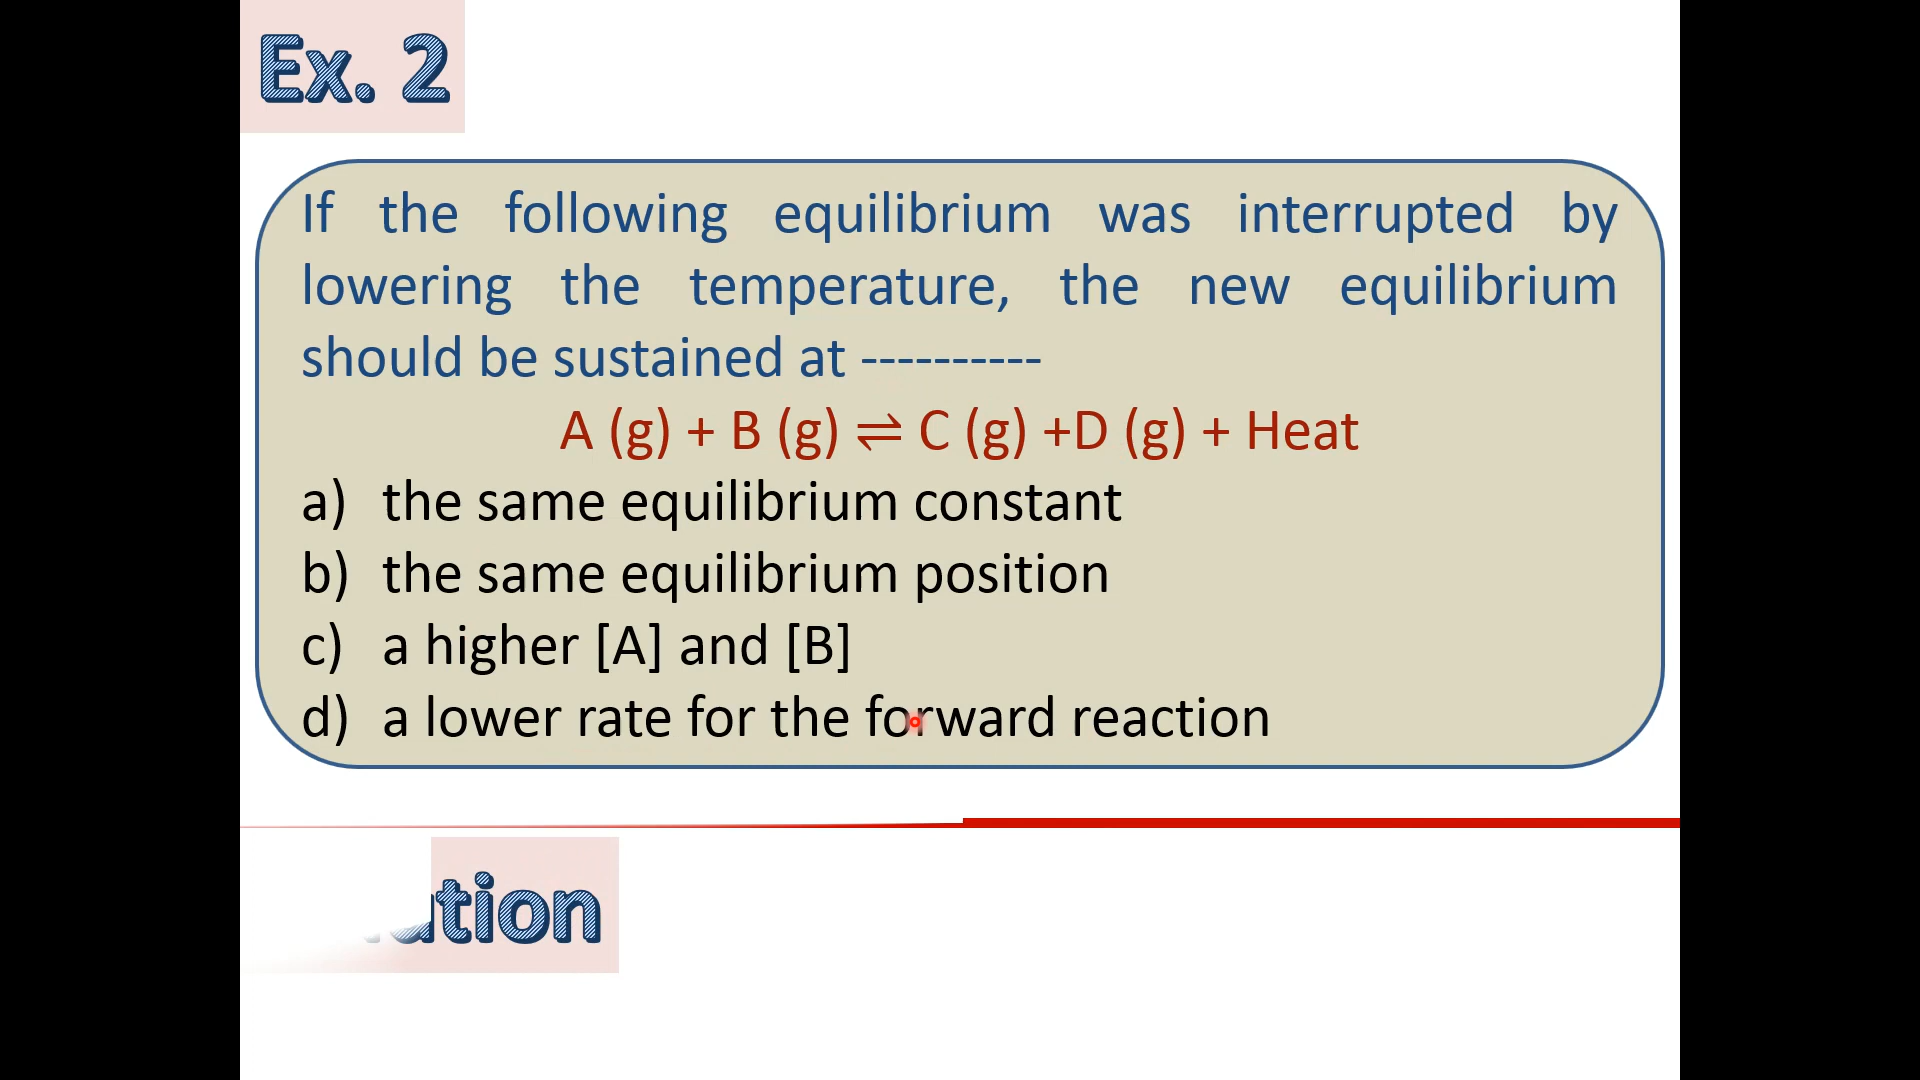 Ex. 2
If the following equilibrium was interrupted by
lowering the temperature, the new equilibrium
should be sustained at ----------
A (g) + B (g) ⇌ C (g) +D (g) + Heat
a) the same equilibrium constant
b) the same equilibrium position
c) a higher [A] and [B]
d) a lower rate for the forward reaction